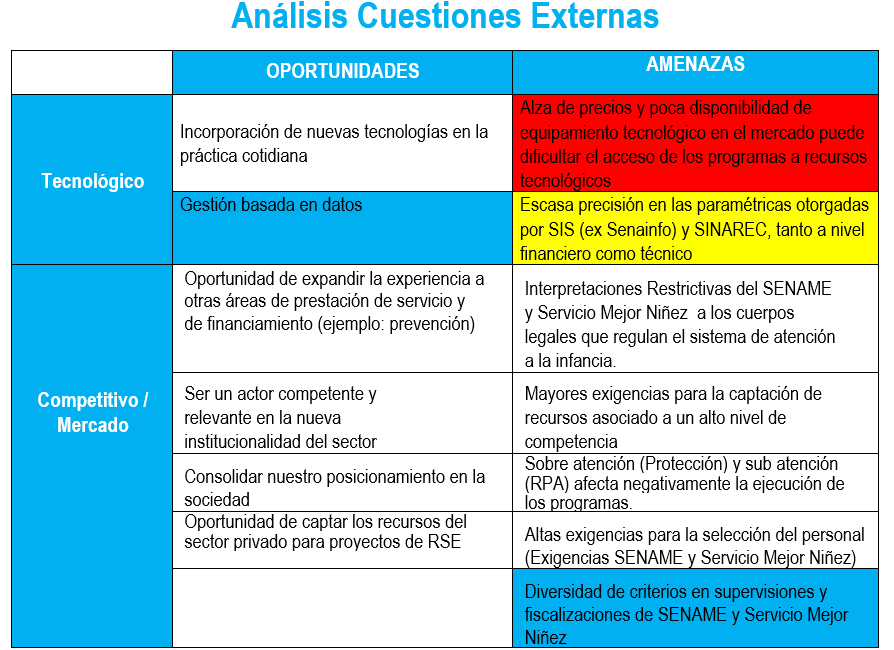 Análisis Cuestiones Externas
OPORTUNIDADES
AMENAZAS
Tecnológico
Incorporación de nuevas tecnologías en la
práctica cotidiana
Alza de precios y poca disponibilidad de
equipamiento tecnológico en el mercado puede
dificultar el acceso de los programas a recursos
tecnológicos
Gestión basada en datos
Escasa precisión en las paramétricas otorgadas
por SIS (ex Senainfo) y SINAREC, tanto a nivel
financiero como técnico
Competitivo /
Mercado
Oportunidad de expandir la experiencia a
otras áreas de prestación de servicio y
de financiamiento (ejemplo: prevención)
Interpretaciones Restrictivas del SENAME
y Servicio Mejor Niñez a los cuerpos
legales que regulan el sistema de atención
a la infancia.
Ser un actor competente y
relevante en la nueva
institucionalidad del sector
Mayores exigencias para la captación de
recursos asociado a un alto nivel de
competencia
Consolidar nuestro posicionamiento en la
sociedad
Sobre atención (Protección) y sub atención
(RPA) afecta negativamente la ejecución de
los programas.
Oportunidad de captar los recursos del
sector privado para proyectos de RSE
Altas exigencias para la selección del personal
(Exigencias SENAME y Servicio Mejor Niñez)
Diversidad de criterios en supervisiones y
fiscalizaciones de SENAME y Servicio Mejor
Niñez